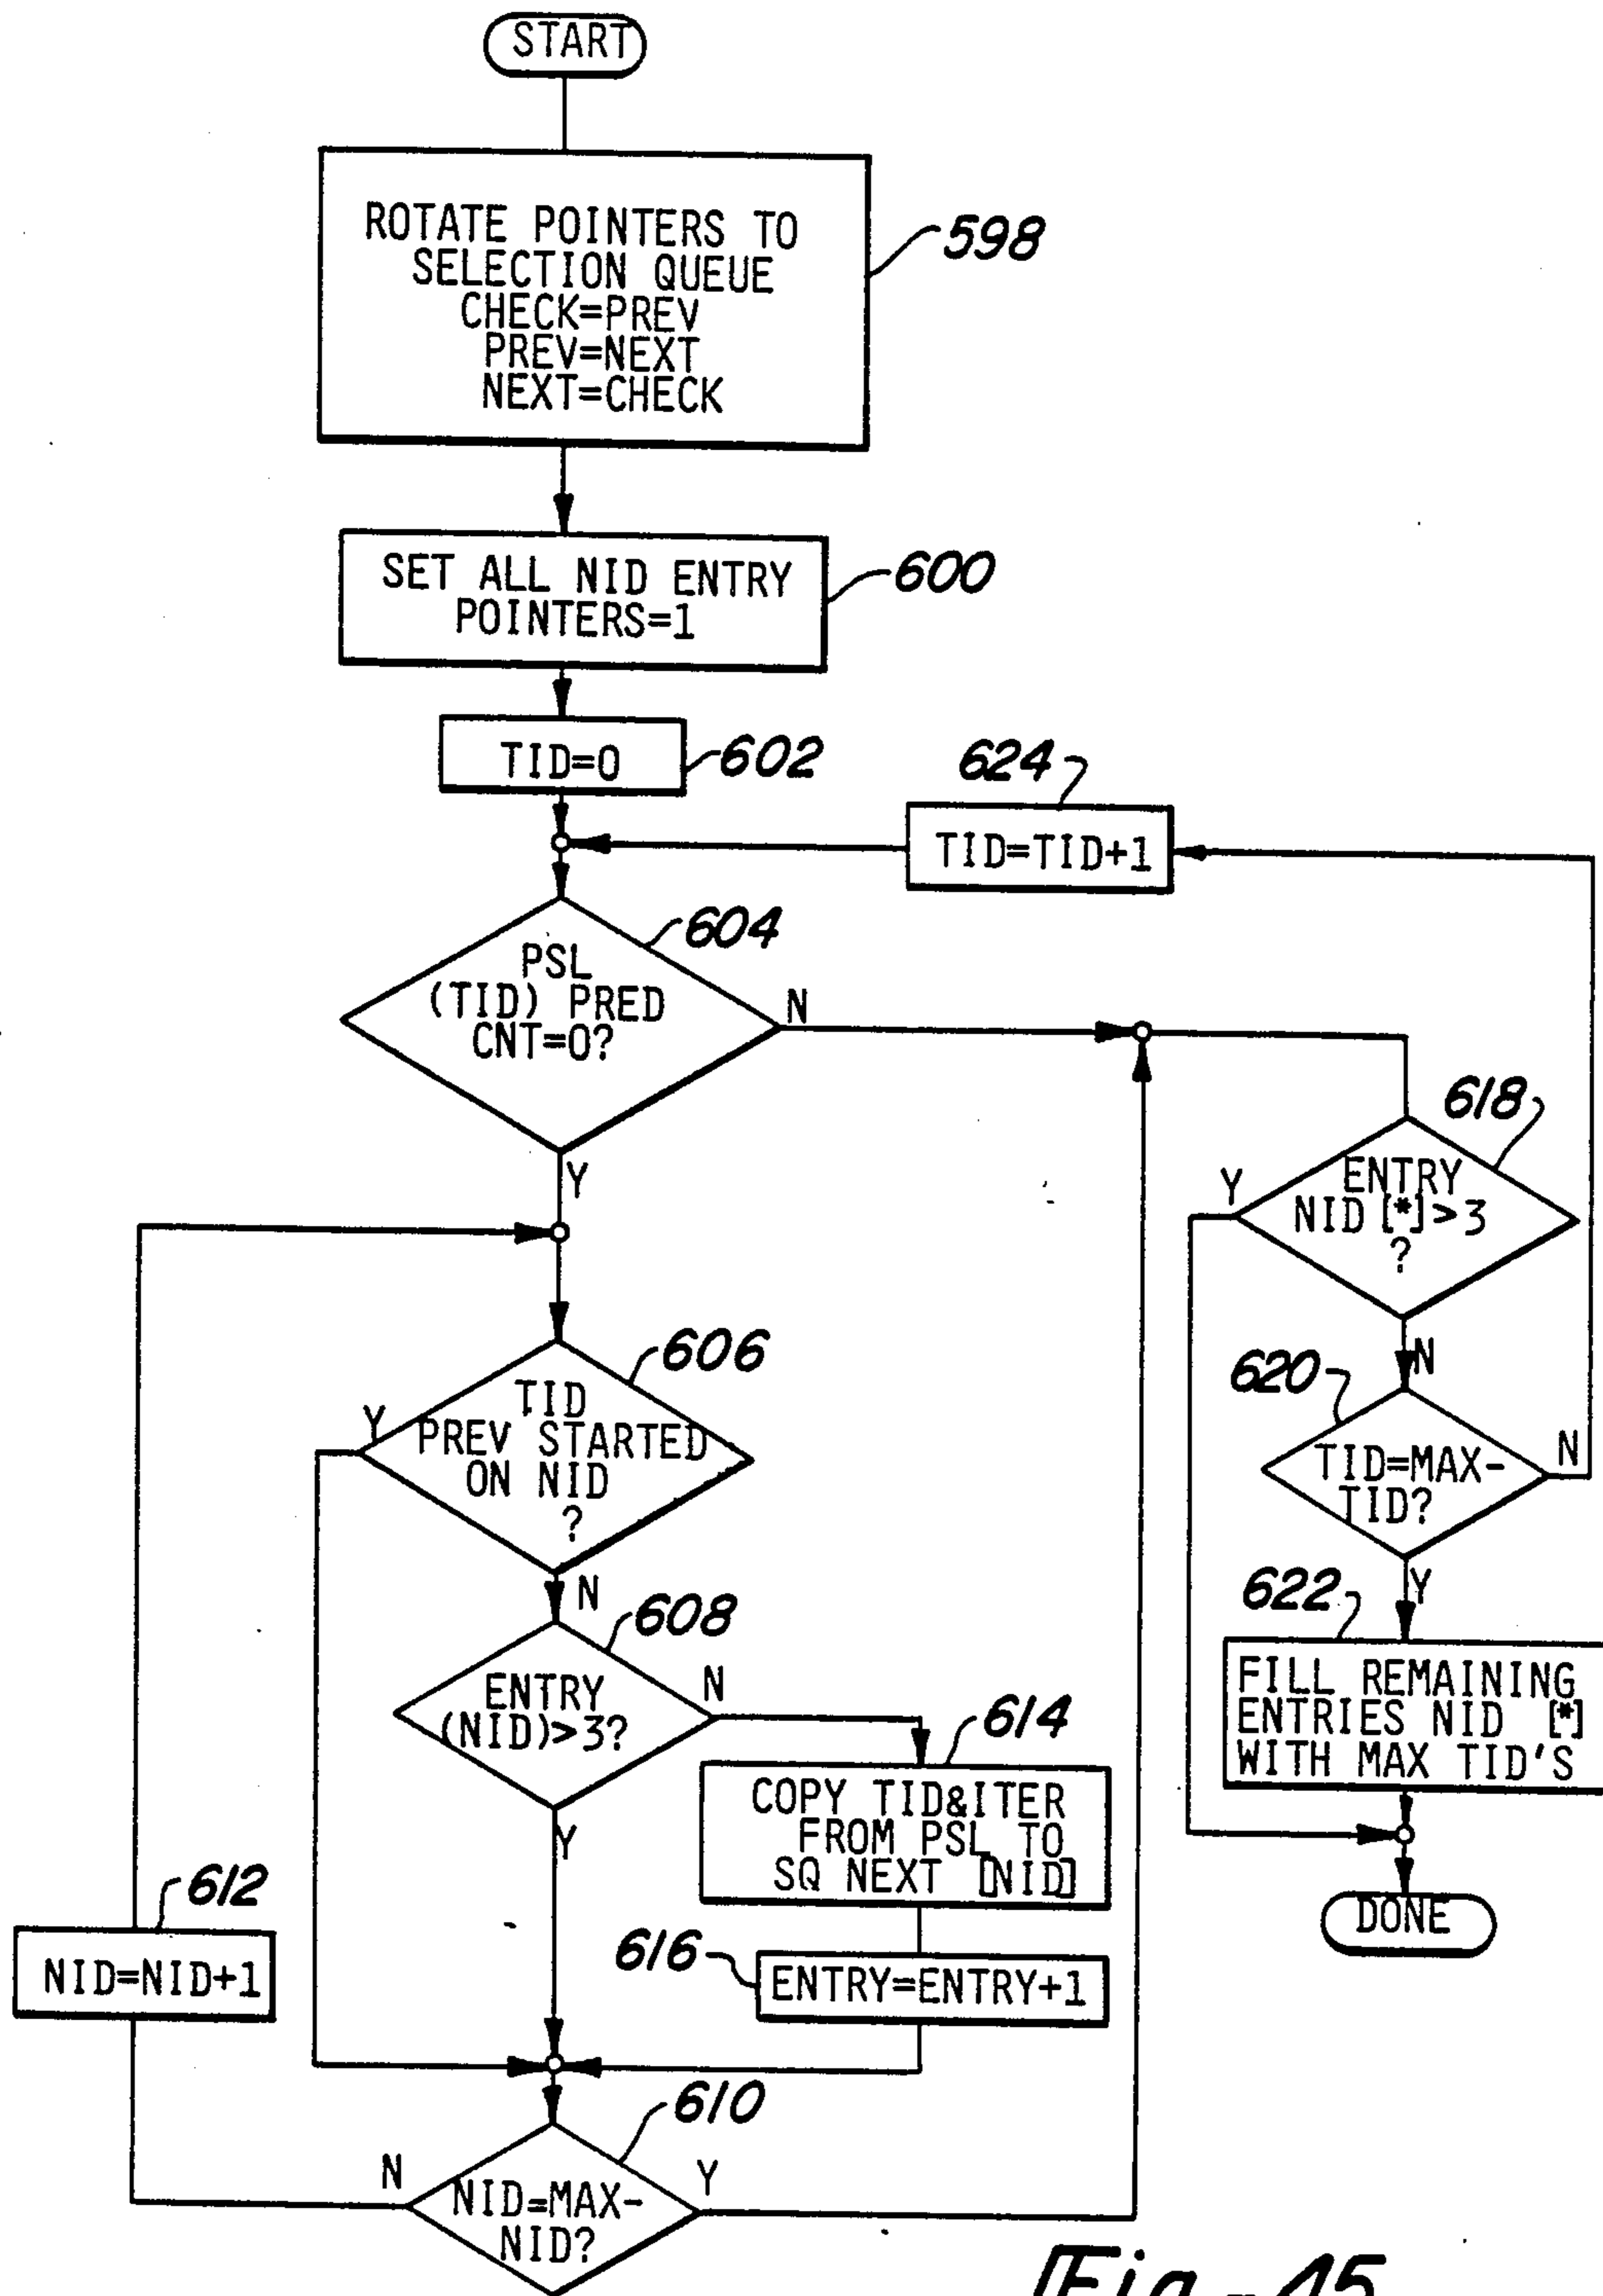 START
ROTATE POINTERS TO
SELECTION QUEUE
CHECK=PREV
PREV=NEXT
NEXT=CHECK
598
SET ALL NID ENTRY
POINTERS=1
600
TID=0
602
624
TID=TID+1
604
PSL
(TID) PRED
CNT=0?
N
Y
618
ENTRY
NID [*]>3
?
Y
N
606
TID
PREV STARTED
ON NID
?
Y
N
620
TID=MAX-
TID?
N
Y
608
ENTRY
(NID)>3?
N
Y
622
FILL REMAINING
ENTRIES NID [*]
WITH MAX TID'S
614
COPY TID&ITER
FROM PSL TO
SQ NEXT [NID]
612
NID=NID+1
616
ENTRY=ENTRY+1
DONE
610
NID=MAX-
NID?
N
Y
Fig-45